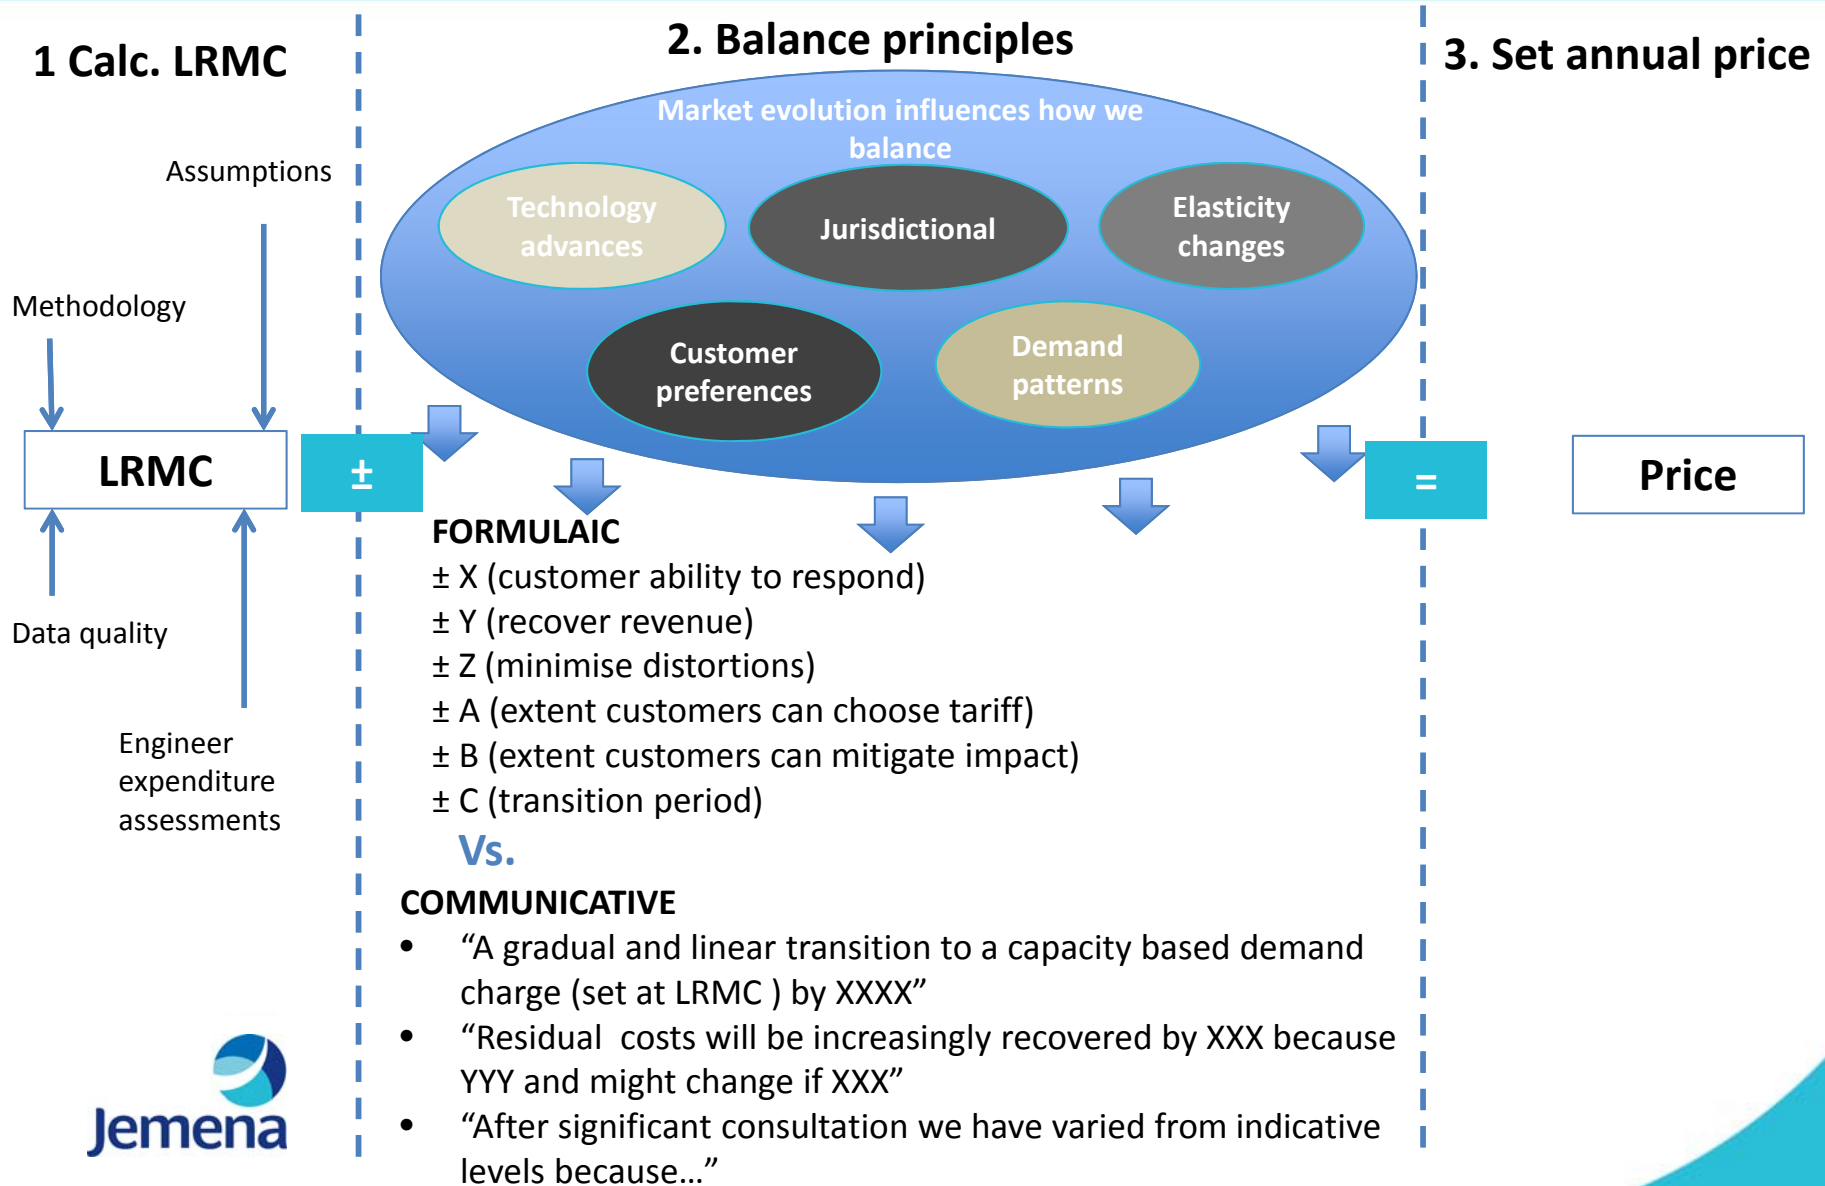 1 Calc. LRMC
2. Balance principles
3. Set annual price
Market evolution influences how we
balance
Technology
advances
Jurisdictional
Elasticity
changes
Customer
preferences
Demand
patterns
Assumptions
Methodology
LRMC
±
=
Price
Data quality
Engineer
expenditure
assessments
FORMULAIC
± X (customer ability to respond)
± Y (recover revenue)
± Z (minimise distortions)
± A (extent customers can choose tariff)
± B (extent customers can mitigate impact)
± C (transition period)
Vs.
COMMUNICATIVE
• “A gradual and linear transition to a capacity based demand
charge (set at LRMC ) by XXXX”
• “Residual  costs will be increasingly recovered by XXX because
YYY and might change if XXX”
• “After significant consultation we have varied from indicative
levels because…”
Jemena